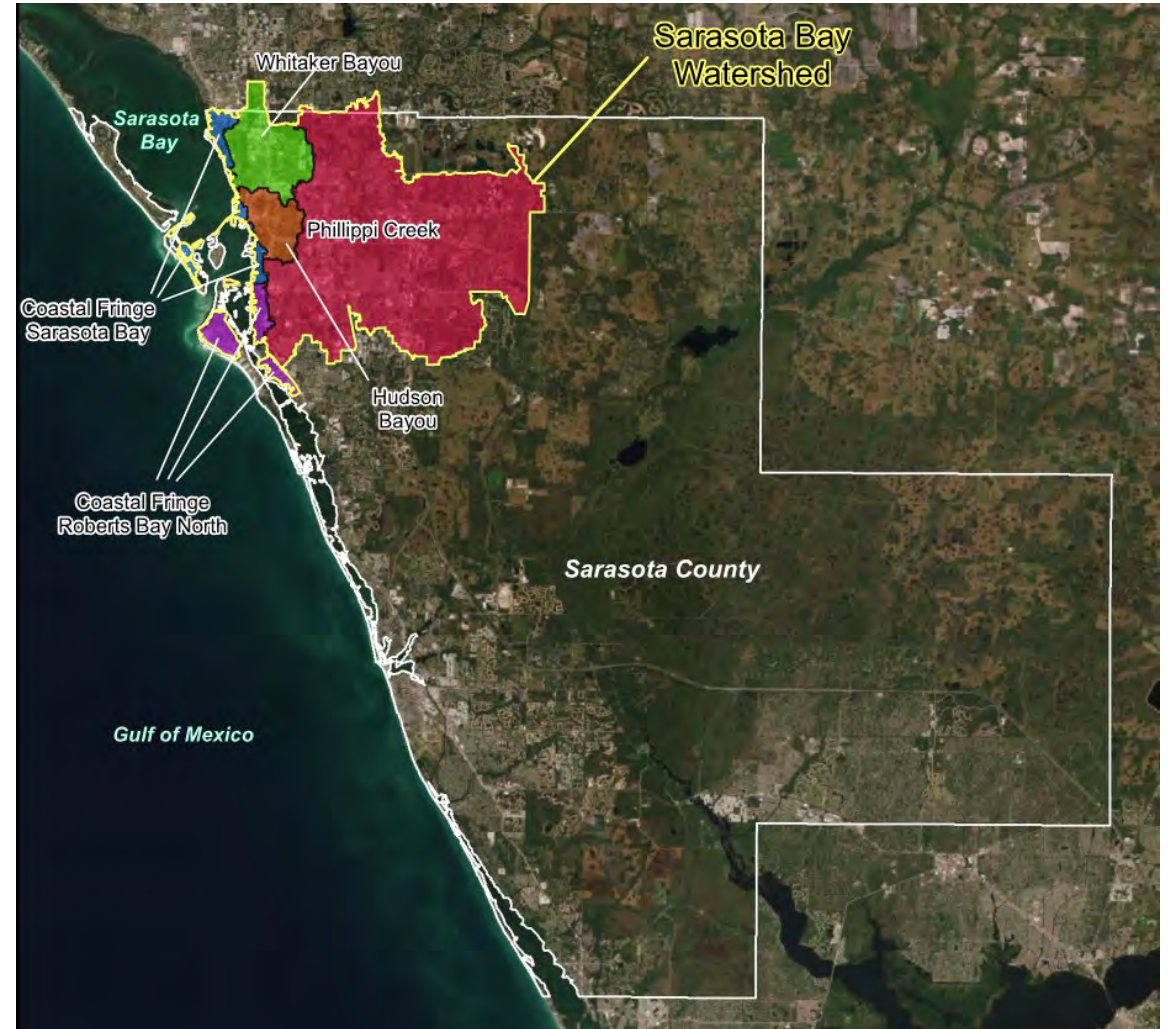 Sarasota Bay
Watershed
Whitaker Bayou
Sarasota
Bay
Phillippi Creek
Coastal Fringe
Sarasota Bay
Hudson
Bayou
Coastal Fringe
Roberts Bay North
Sarasota County
Gulf of Mexico